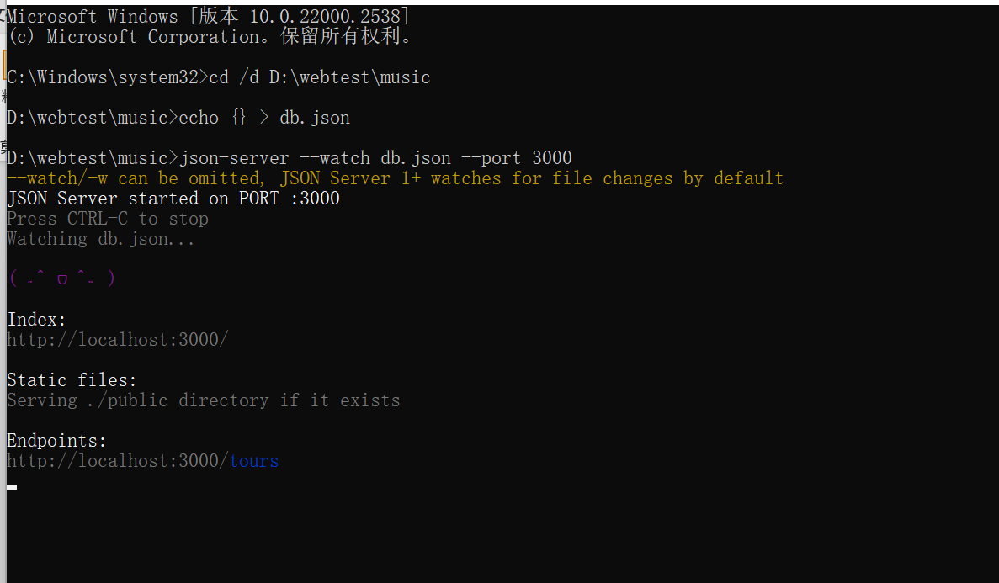 Microsoft Windows [版本 10.0.22000.2538]
(c) Microsoft Corporation。保留所有权利。
C:\Windows\system32>cd /d D:\webtest\music
D:\webtest\music>echo {} > db.json
D:\webtest\music>json-server --watch db.json --port 3000
--watch/-w can be omitted, JSON Server 1+ watches for file changes by default
JSON Server started on PORT :3000
Press CTRL-C to stop
Watching db.json...
( ˶ˆ ᗜ ˆ˵ )
Index:
http://localhost:3000/
Static files:
Serving ./public directory if it exists
Endpoints:
http://localhost:3000/tours